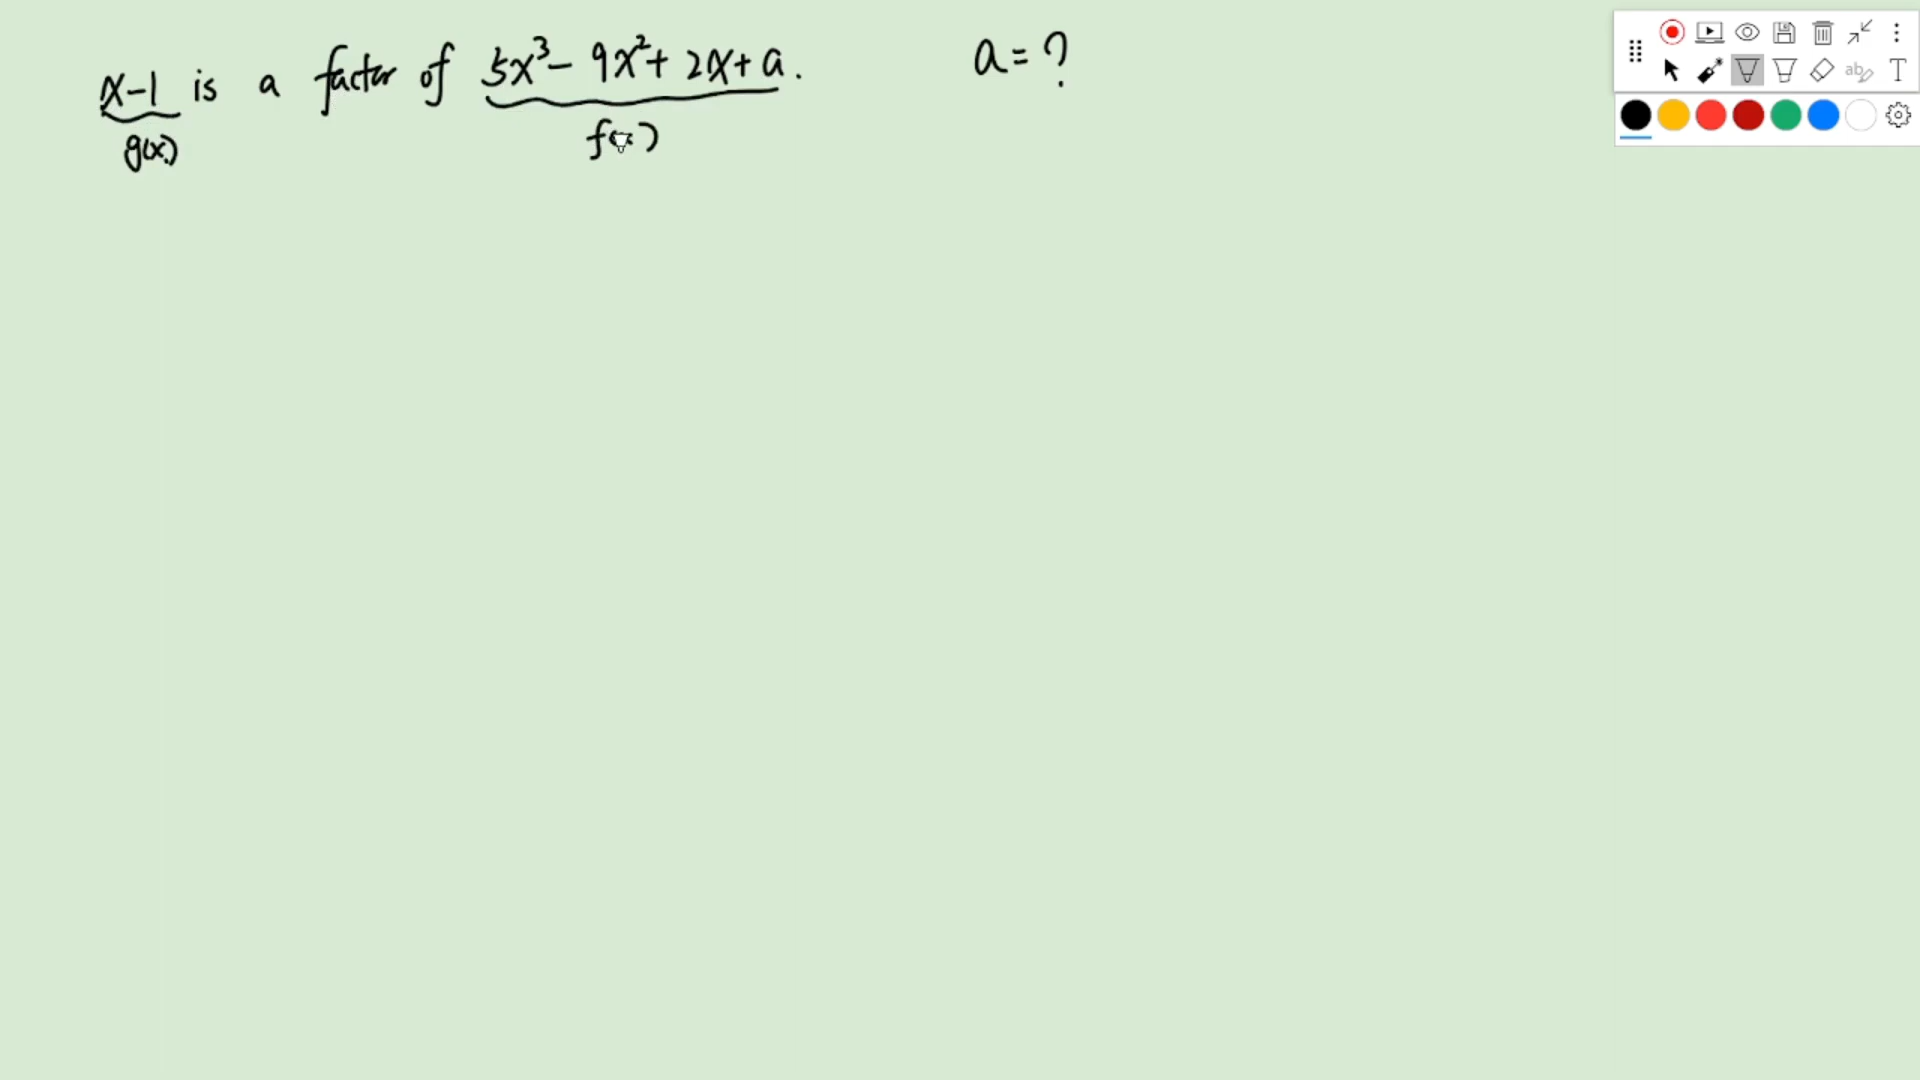 x-1 is a factor of 5x³- 9x²+ 2x+a. a=?
g(x) f(x)